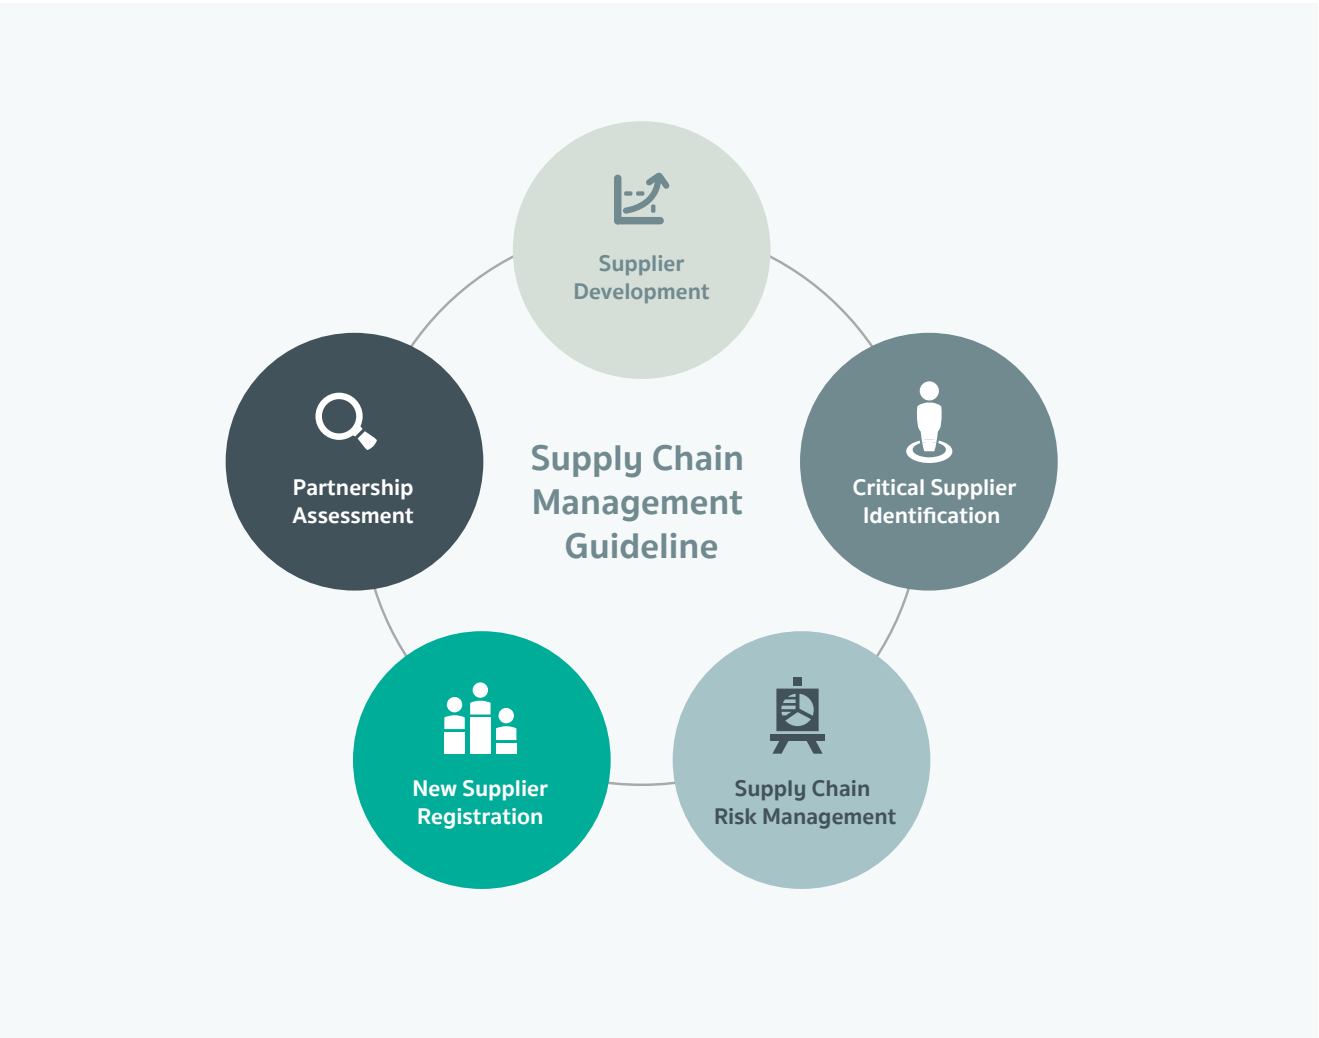 Supplier
Development
Partnership
Assessment
Supply Chain
Management
Guideline
Critical Supplier
Identification
New Supplier
Registration
Supply Chain
Risk Management